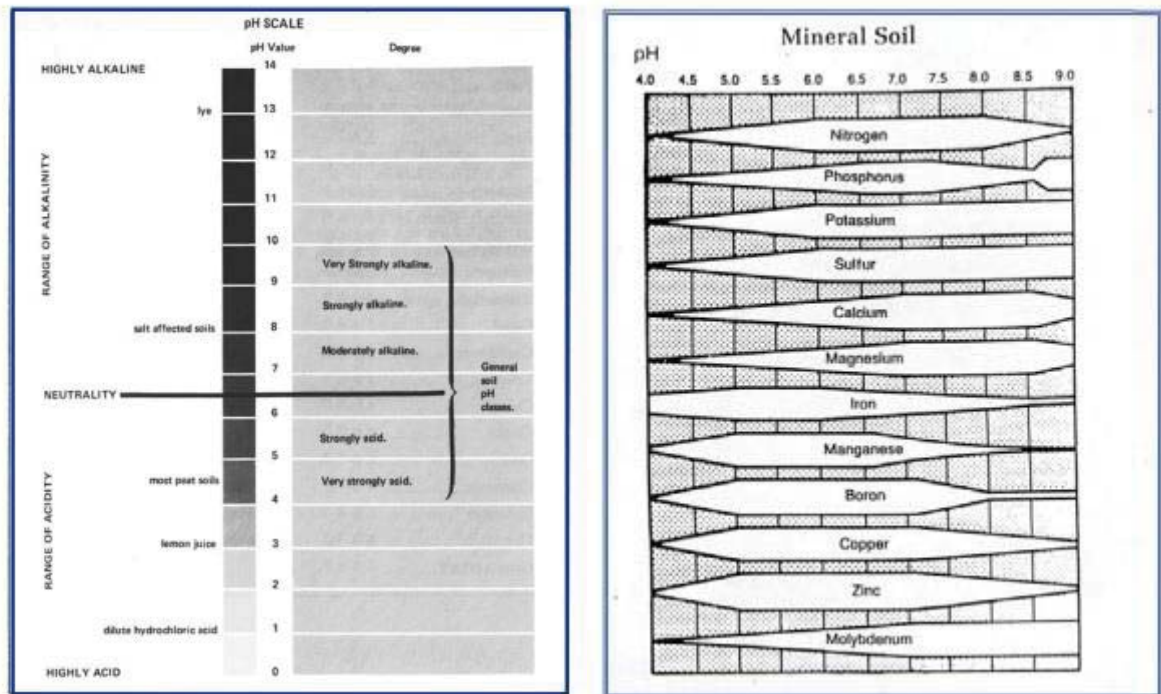 pH SCALE
pH Value Degree
HIGHLY ALKALINE 14
lye 13
12
11
10
Very Strongly alkaline.
9
Strongly alkaline.
salt affected soils 8
Moderately alkaline.
7
General
soil
pH
classes.
NEUTRALITY
6
Strongly acid.
5
most peat soils Very strongly acid.
4
lemon juice 3
2
dilute hydrochloric acid 1
HIGHLY ACID 0
RANGE OF ALKALINITY
RANGE OF ACIDITY
Mineral Soil
pH
4.0 4.5 5.0 5.5 6.0 6.5 7.0 7.5 8.0 8.5 9.0
Nitrogen
Phosphorus
Potassium
Sulfur
Calcium
Magnesium
Iron
Manganese
Boron
Copper
Zinc
Molybdenum